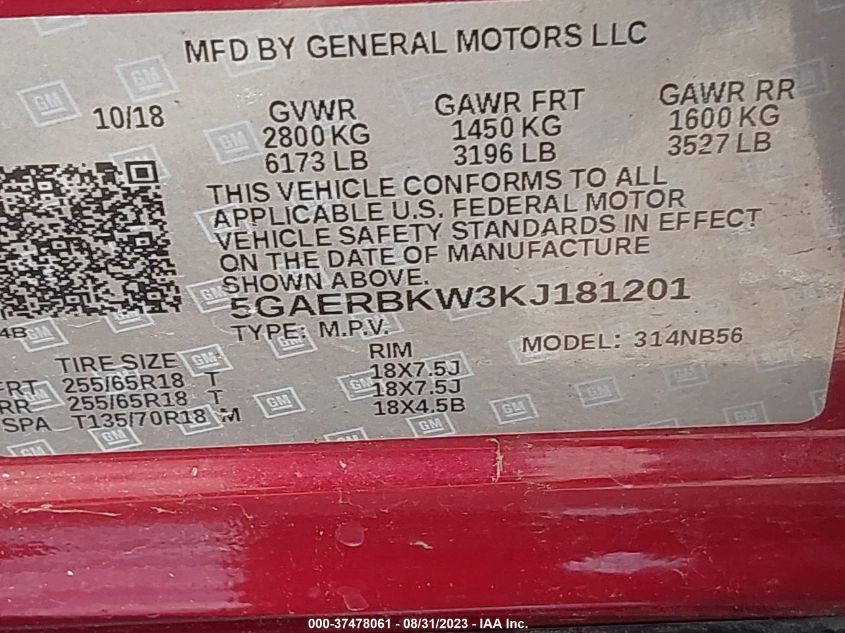 MFD BY GENERAL MOTORS LLC
10/18 GVWR GAWR FRT GAWR RR
2800 KG 1450 KG 1600 KG
6173 LB 3196 LB 3527 LB
THIS VEHICLE CONFORMS TO ALL
APPLICABLE U.S. FEDERAL MOTOR
VEHICLE SAFETY STANDARDS IN EFFECT
ON THE DATE OF MANUFACTURE
SHOWN ABOVE.
5GAERBKW3KJ181201
4B TYPE: M.P.V. MODEL: 314NB56
TIRE SIZE RIM
FRT 255/65R18 T 18X7.5J
RR 255/65R18 T 18X7.5J
SPA T135/70R18 M 18X4.5B
000-37478061 - 08/31/2023 - IAA Inc.